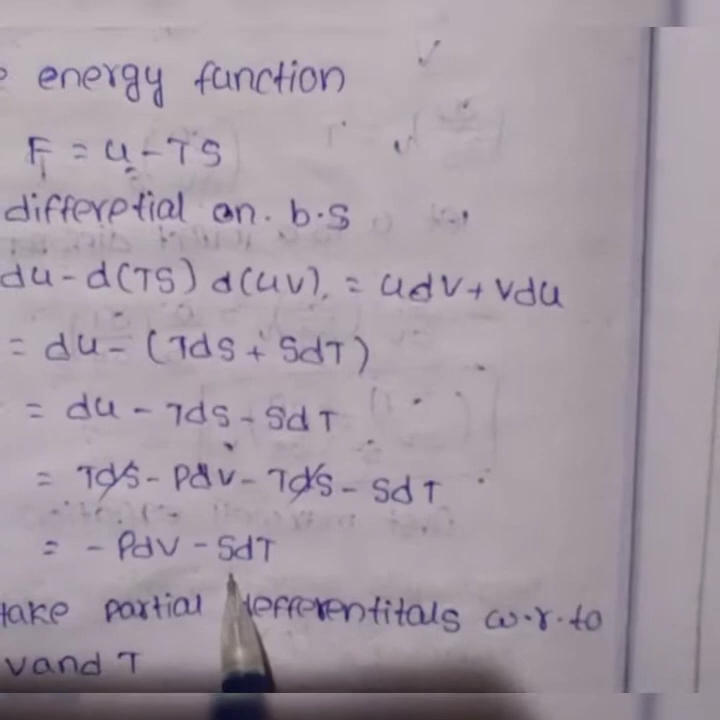 energy function
F = u - TS
differetial on. b.s
du - d(TS) d(uv), = udv + vdu
= du - (Tds + SdT)
= du - Tds - SdT
= Tds - Pdv - Tds - SdT
= - Pdv - SdT
take partial defferentitals w.r.to
v and T